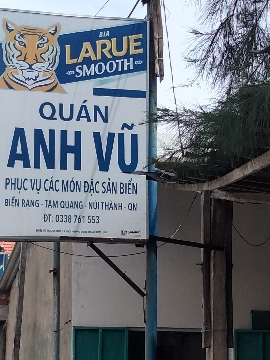 BIA
LARUE
SMOOTH
QUÁN
ANH VŨ
PHỤC VỤ CÁC MÓN ĐẶC SẢN BIỂN
BIỂN RẠNG - TAM QUANG - NÚI THÀNH - QN
ĐT: 0338 761 553